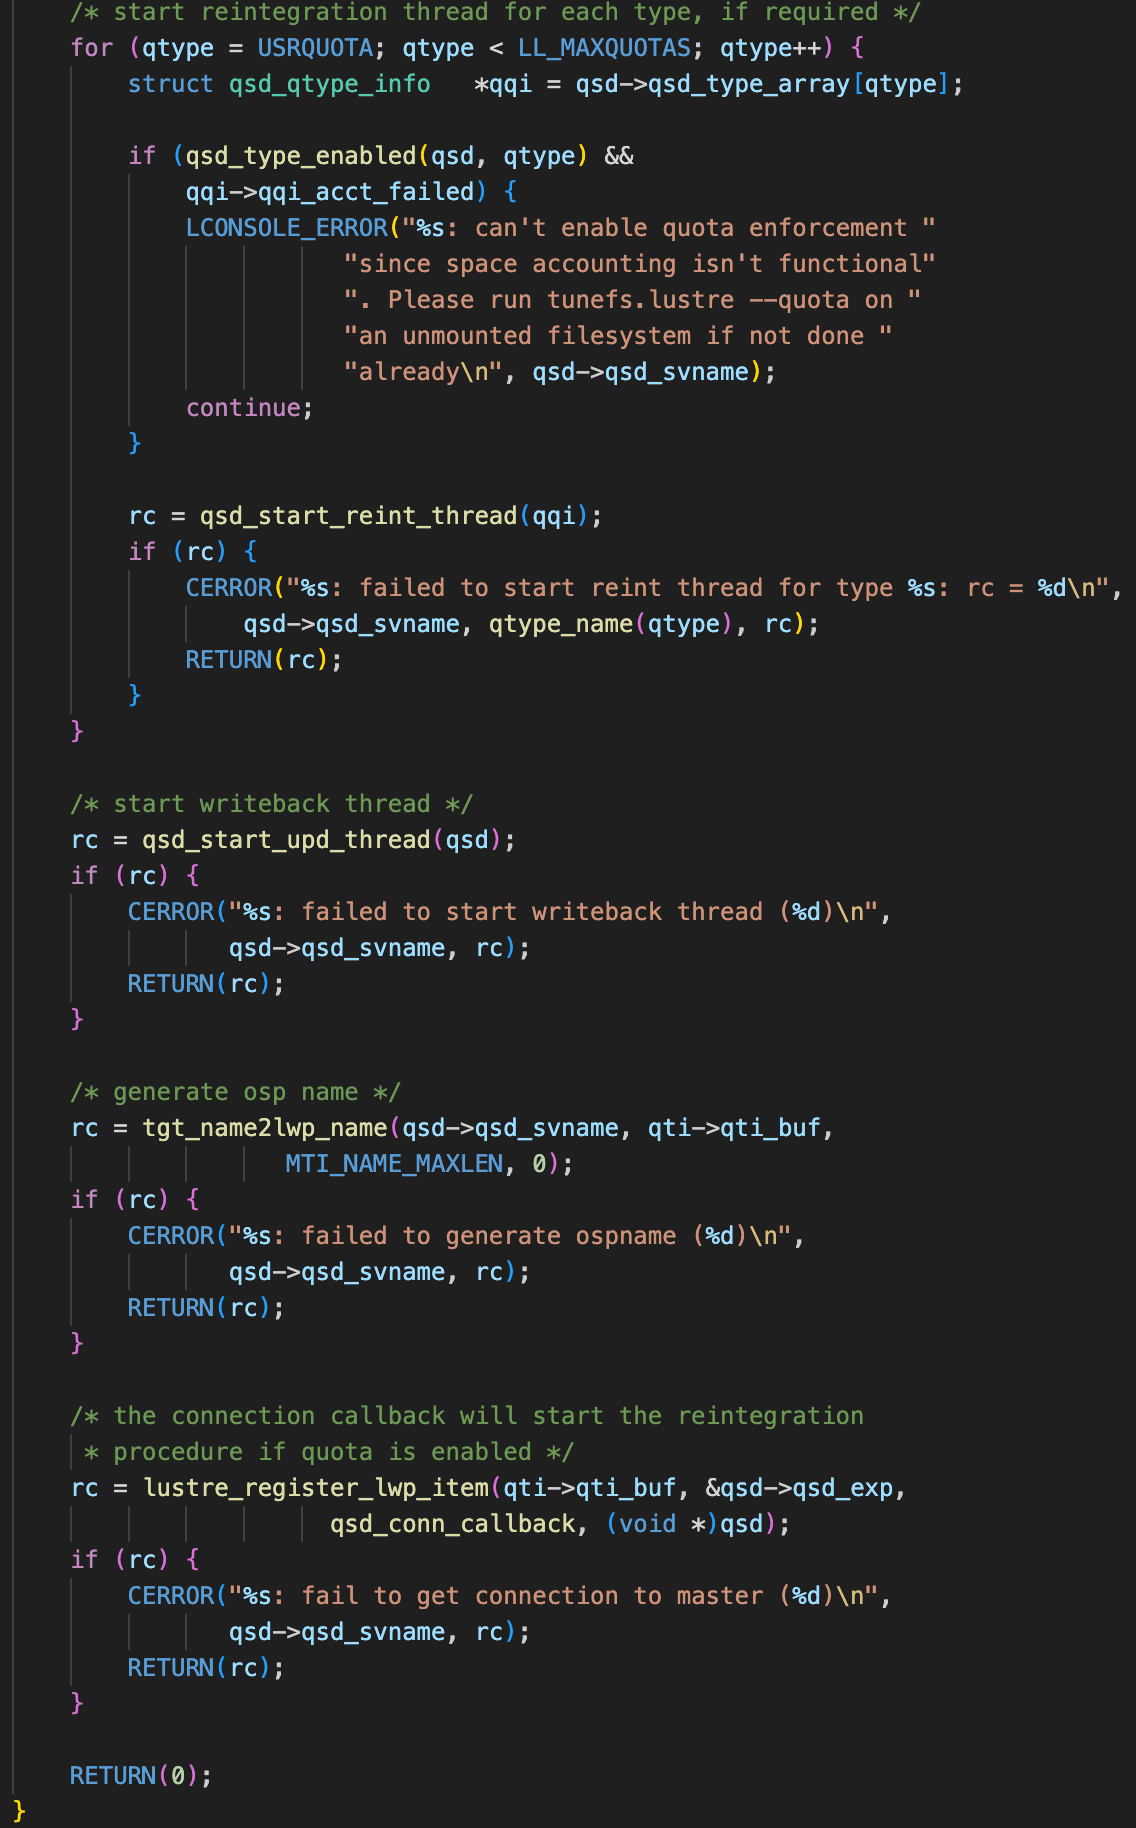 /* start reintegration thread for each type, if required */
for (qtype = USRQUOTA; qtype < LL_MAXQUOTAS; qtype++) {
struct qsd_qtype_info *qqi = qsd->qsd_type_array[qtype];
if (qsd_type_enabled(qsd, qtype) &&
qqi->qqi_acct_failed) {
LCONSOLE_ERROR("%s: can't enable quota enforcement "
"since space accounting isn't functional"
". Please run tunefs.lustre --quota on "
"an unmounted filesystem if not done "
"already\n", qsd->qsd_svname);
continue;
}
rc = qsd_start_reint_thread(qqi);
if (rc) {
CERROR("%s: failed to start reint thread for type %s: rc = %d\n",
qsd->qsd_svname, qtype_name(qtype), rc);
RETURN(rc);
}
}
/* start writeback thread */
rc = qsd_start_upd_thread(qsd);
if (rc) {
CERROR("%s: failed to start writeback thread (%d)\n",
qsd->qsd_svname, rc);
RETURN(rc);
}
/* generate osp name */
rc = tgt_name2lwp_name(qsd->qsd_svname, qti->qti_buf,
MTI_NAME_MAXLEN, 0);
if (rc) {
CERROR("%s: failed to generate ospname (%d)\n",
qsd->qsd_svname, rc);
RETURN(rc);
}
/* the connection callback will start the reintegration
* procedure if quota is enabled */
rc = lustre_register_lwp_item(qti->qti_buf, &qsd->qsd_exp,
qsd_conn_callback, (void *)qsd);
if (rc) {
CERROR("%s: fail to get connection to master (%d)\n",
qsd->qsd_svname, rc);
RETURN(rc);
}
RETURN(0);
}